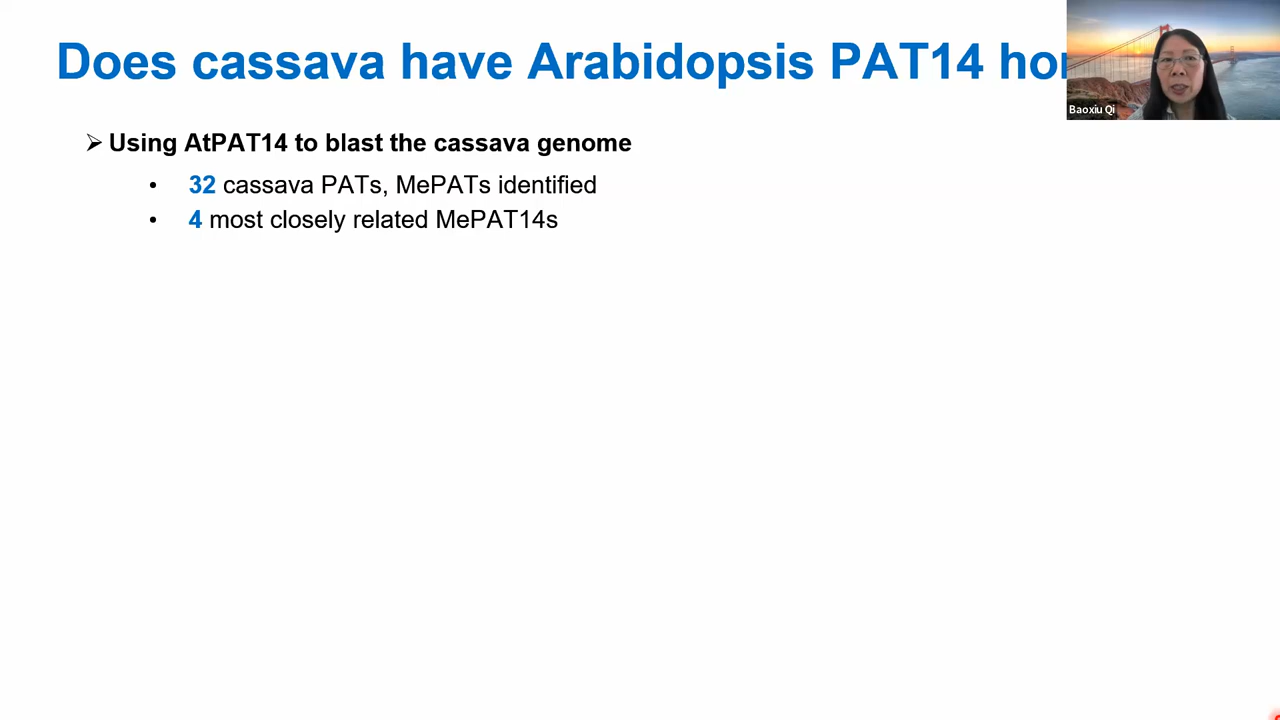 Does cassava have Arabidopsis PAT14
Baoxiu Qi
➢ Using AtPAT14 to blast the cassava genome
• 32 cassava PATs, MePATs identified
• 4 most closely related MePAT14s